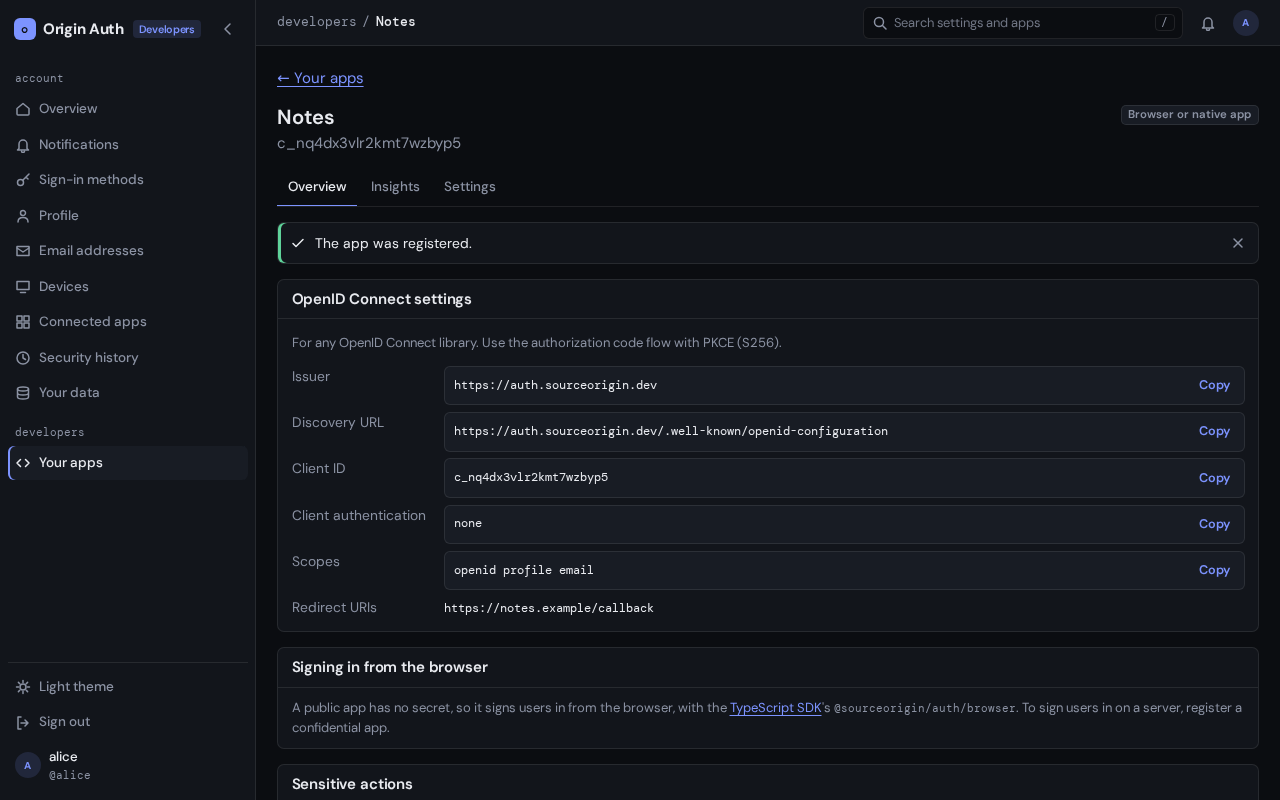 o Origin Auth Developers
account
Overview
Notifications
Sign-in methods
Profile
Email addresses
Devices
Connected apps
Security history
Your data
developers
Your apps
Light theme
Sign out
A alice
@alice
developers / Notes
Search settings and apps /
A
← Your apps
Notes
Browser or native app
c_nq4dx3vlr2kmt7wzbyp5
Overview Insights Settings
The app was registered.
OpenID Connect settings
For any OpenID Connect library. Use the authorization code flow with PKCE (S256).
Issuer https://auth.sourceorigin.dev Copy
Discovery URL https://auth.sourceorigin.dev/.well-known/openid-configuration Copy
Client ID c_nq4dx3vlr2kmt7wzbyp5 Copy
Client authentication none Copy
Scopes openid profile email Copy
Redirect URIs https://notes.example/callback
Signing in from the browser
A public app has no secret, so it signs users in from the browser, with the TypeScript SDK's @sourceorigin/auth/browser. To sign users in on a server, register a
confidential app.
Sensitive actions